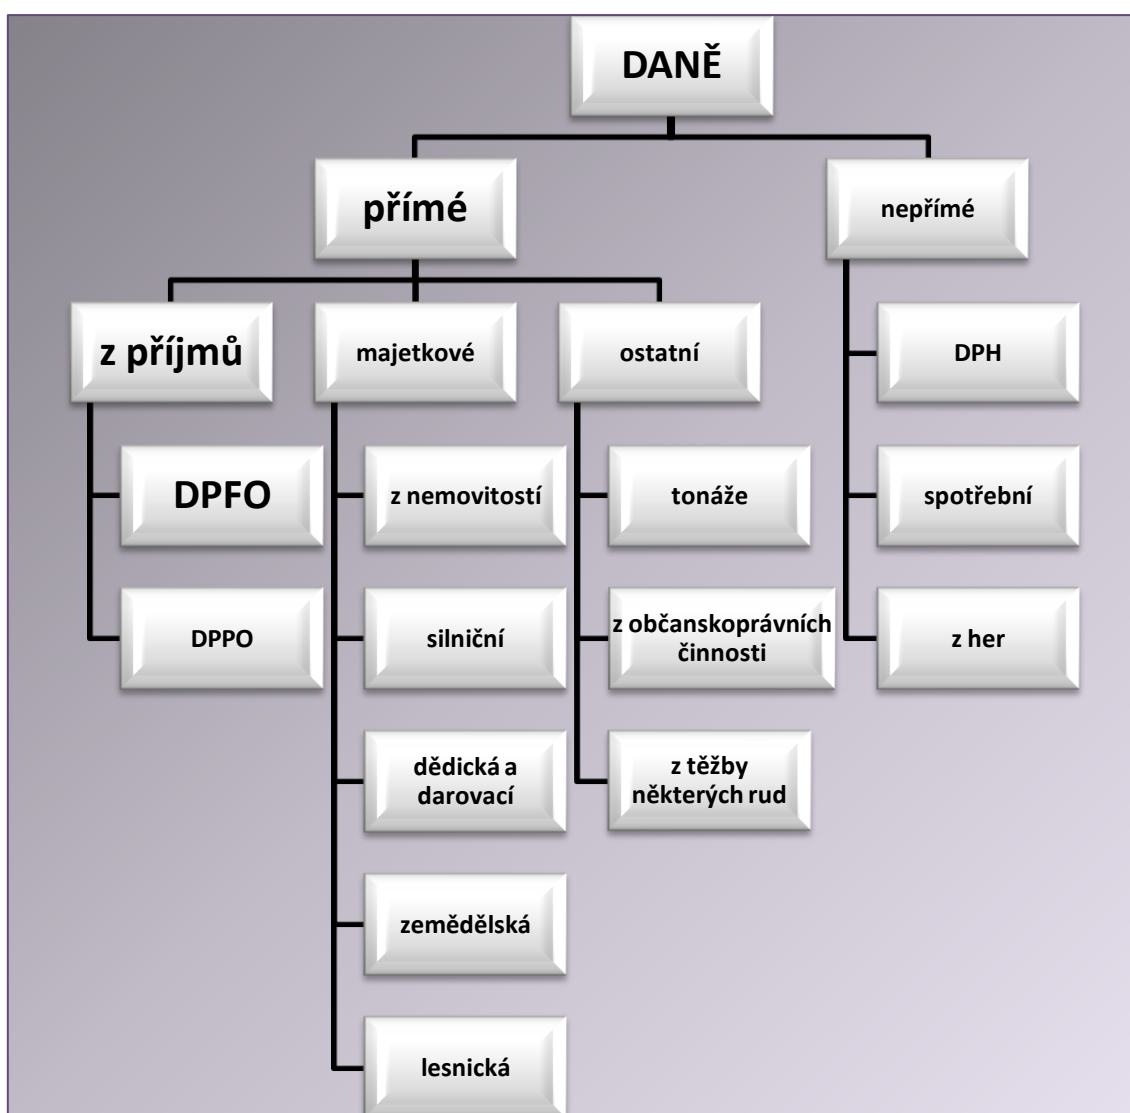 DANĚ
přímé
nepřímé
z příjmů
majetkové
ostatní
DPH
DPFO
z nemovitostí
tonáže
spotřební
DPPO
silniční
z občanskoprávních
činnosti
z her
dědická a
darovací
z těžby
některých rud
zemědělská
lesnická